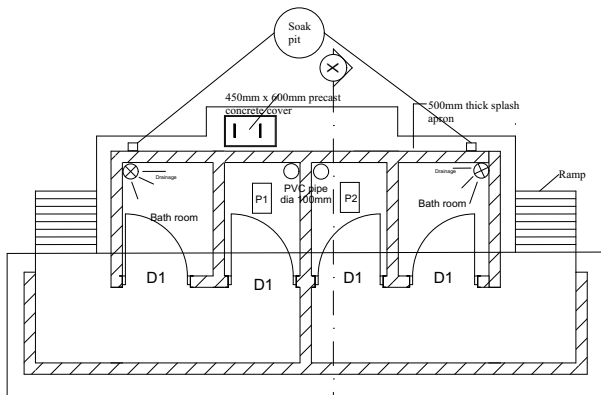 Soak
pit
X
450mm x 600mm precast
concrete cover
500mm thick splash
apron
Drainage
Drainage
Ramp
P1
PVC pipe
dia 100mm
P2
Bath room
Bath room
D1
D1
D1
D1